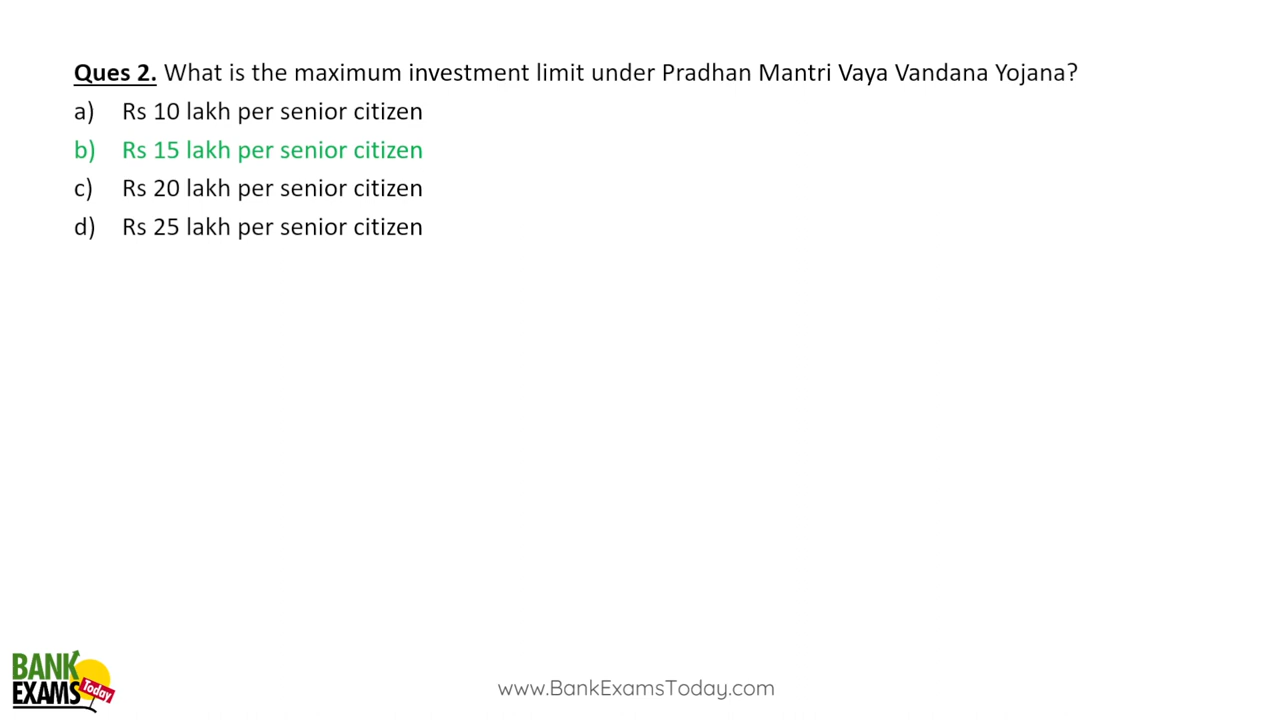 Ques 2. What is the maximum investment limit under Pradhan Mantri Vaya Vandana Yojana?
a) Rs 10 lakh per senior citizen
b) Rs 15 lakh per senior citizen
c) Rs 20 lakh per senior citizen
d) Rs 25 lakh per senior citizen
BANK
EXAMS Today
www.BankExamsToday.com